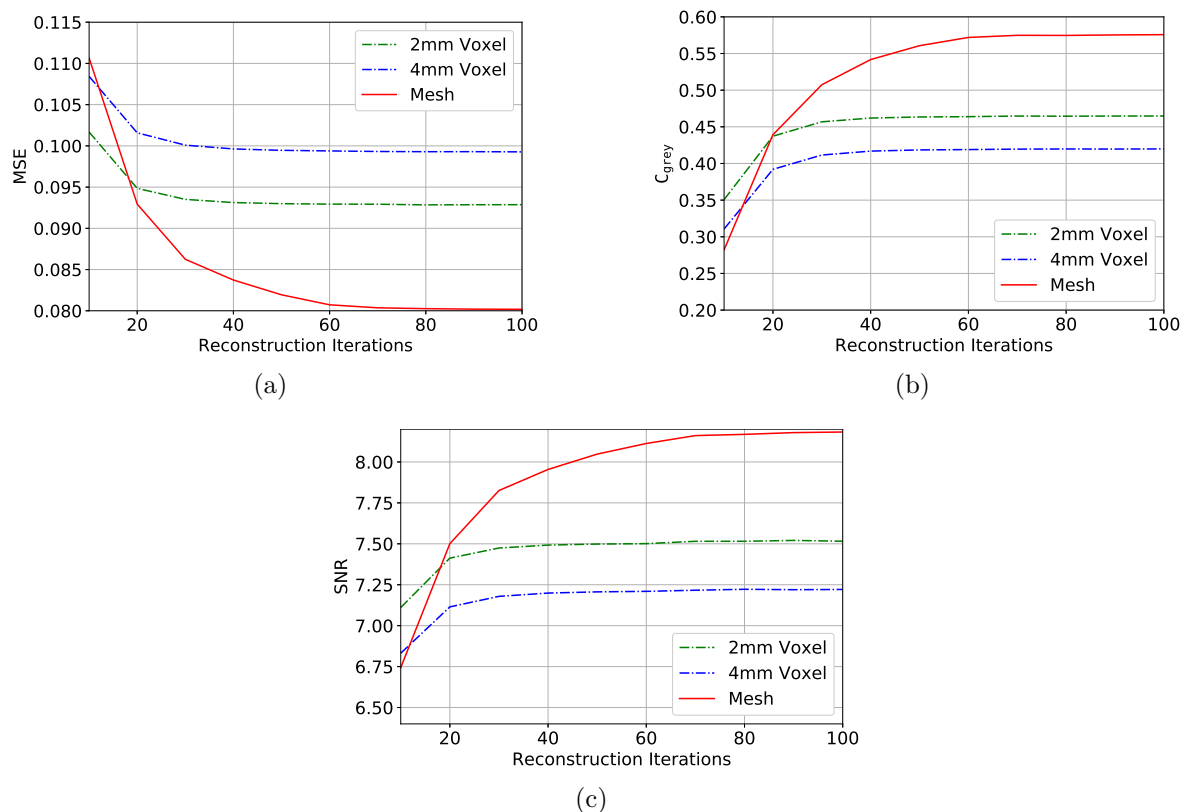 0.115
0.110
0.105
0.100
0.095
0.090
0.085
0.080
MSE
20
40
60
80
100
Reconstruction Iterations
2mm Voxel
4mm Voxel
Mesh
(a)
0.60
0.55
0.50
0.45
0.40
0.35
0.30
0.25
0.20
C_grey
20
40
60
80
100
Reconstruction Iterations
2mm Voxel
4mm Voxel
Mesh
(b)
8.00
7.75
7.50
7.25
7.00
6.75
6.50
SNR
20
40
60
80
100
Reconstruction Iterations
2mm Voxel
4mm Voxel
Mesh
(c)